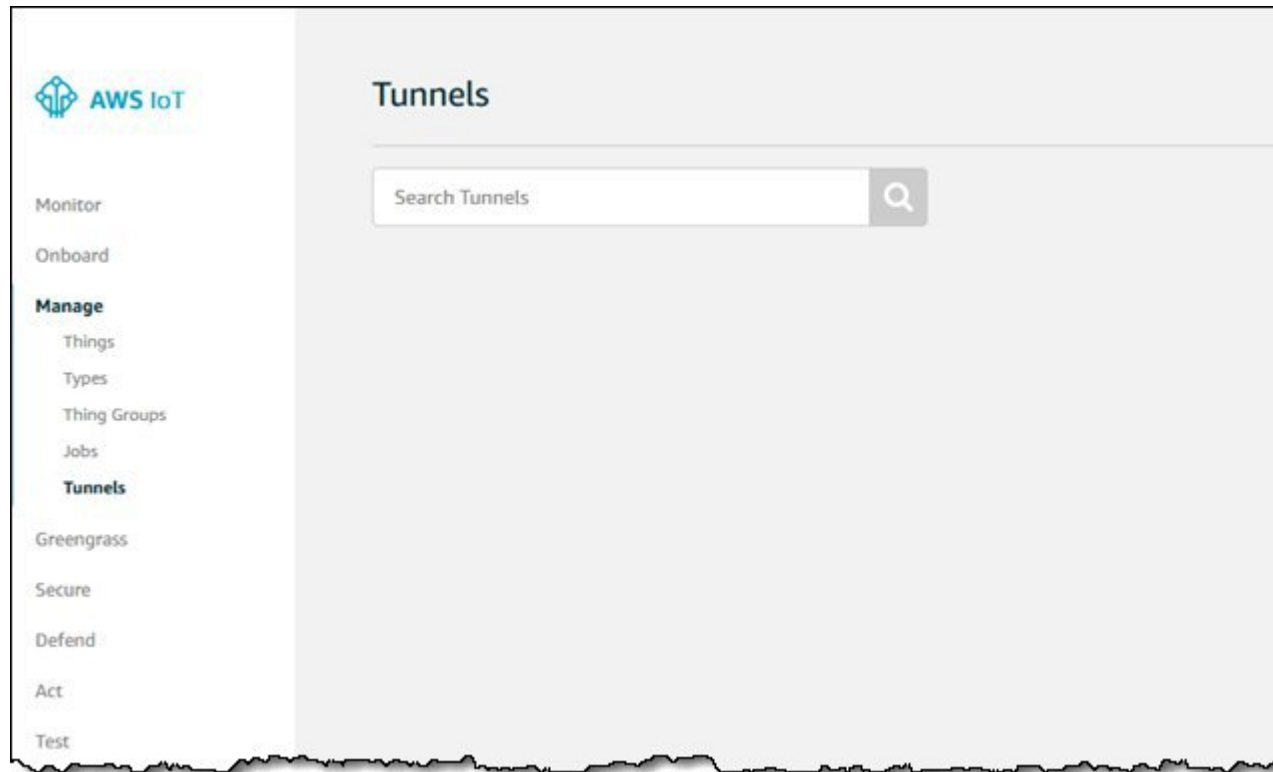 AWS IoT
Monitor
Onboard
Manage
Things
Types
Thing Groups
Jobs
Tunnels
Greengrass
Secure
Defend
Act
Test
Tunnels
Search Tunnels